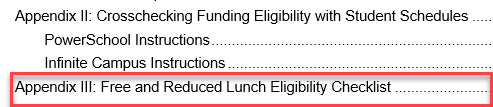 Appendix II: Crosschecking Funding Eligibility with Student Schedules .....
PowerSchool Instructions...............................................................
Infinite Campus Instructions............................................................
Appendix III: Free and Reduced Lunch Eligibility Checklist ........................